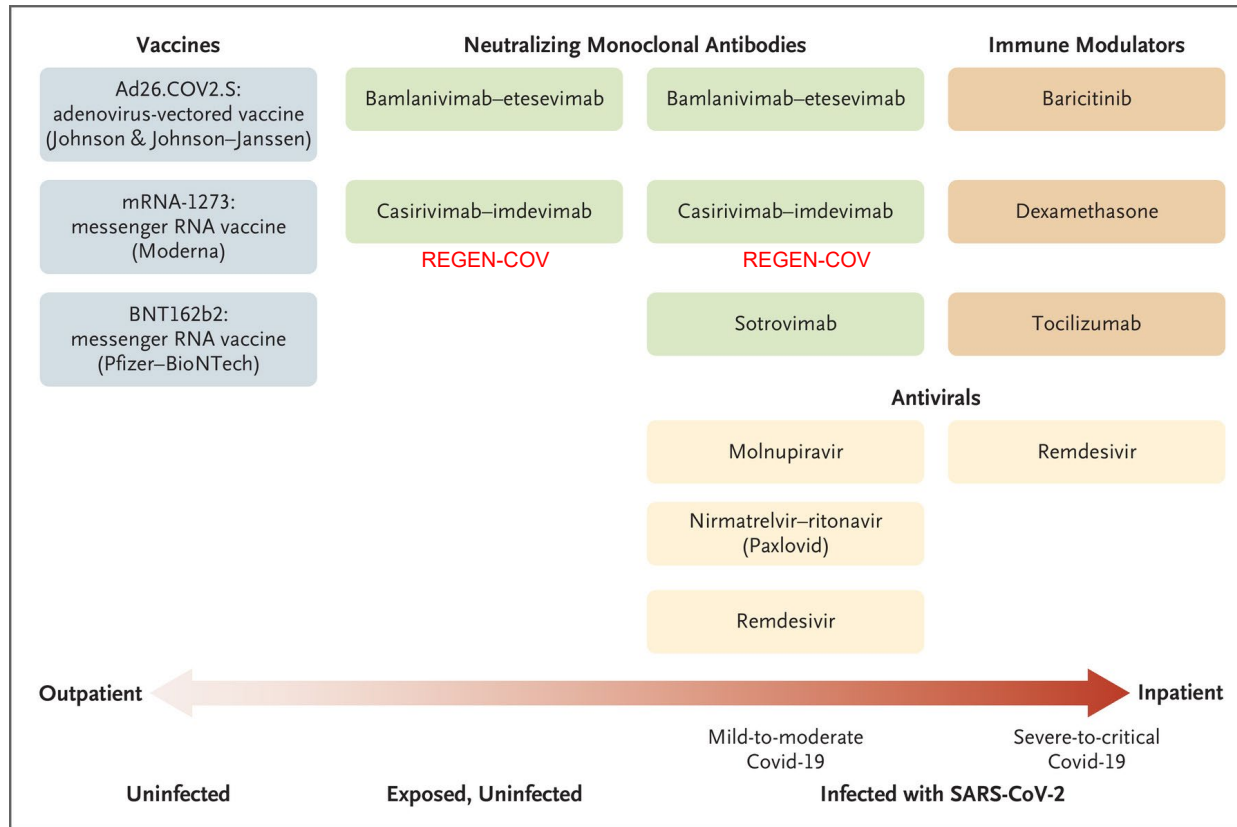 Vaccines
Neutralizing Monoclonal Antibodies
Immune Modulators
Ad26.COV2.S:
adenovirus-vectored vaccine
(Johnson & Johnson–Janssen)
Bamlanivimab–etesevimab
Bamlanivimab–etesevimab
Baricitinib
mRNA-1273:
messenger RNA vaccine
(Moderna)
Casirivimab–imdevimab
REGEN-COV
Casirivimab–imdevimab
REGEN-COV
Dexamethasone
BNT162b2:
messenger RNA vaccine
(Pfizer–BioNTech)
Sotrovimab
Tocilizumab
Antivirals
Molnupiravir
Remdesivir
Nirmatrelvir–ritonavir
(Paxlovid)
Remdesivir
Outpatient
Inpatient
Mild-to-moderate
Covid-19
Severe-to-critical
Covid-19
Uninfected
Exposed, Uninfected
Infected with SARS-CoV-2